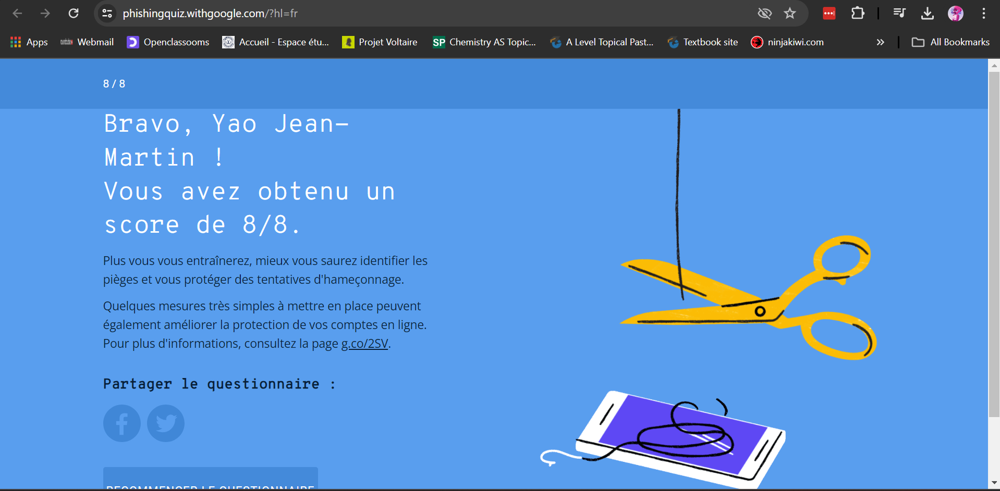 phishingquiz.withgoogle.com/?hl=fr
Apps Webmail Openclassooms Accueil - Espace étu... Projet Voltaire SP Chemistry AS Topic... A Level Topical Past... Textbook site ninjakiwi.com » All Bookmarks
8 / 8
Bravo, Yao Jean-
Martin !
Vous avez obtenu un
score de 8/8.
Plus vous vous entraînerez, mieux vous saurez identifier les
pièges et vous protéger des tentatives d'hameçonnage.
Quelques mesures très simples à mettre en place peuvent
également améliorer la protection de vos comptes en ligne.
Pour plus d'informations, consultez la page g.co/2SV.
Partager le questionnaire :
RECOMMENCER LE QUESTIONNAIRE